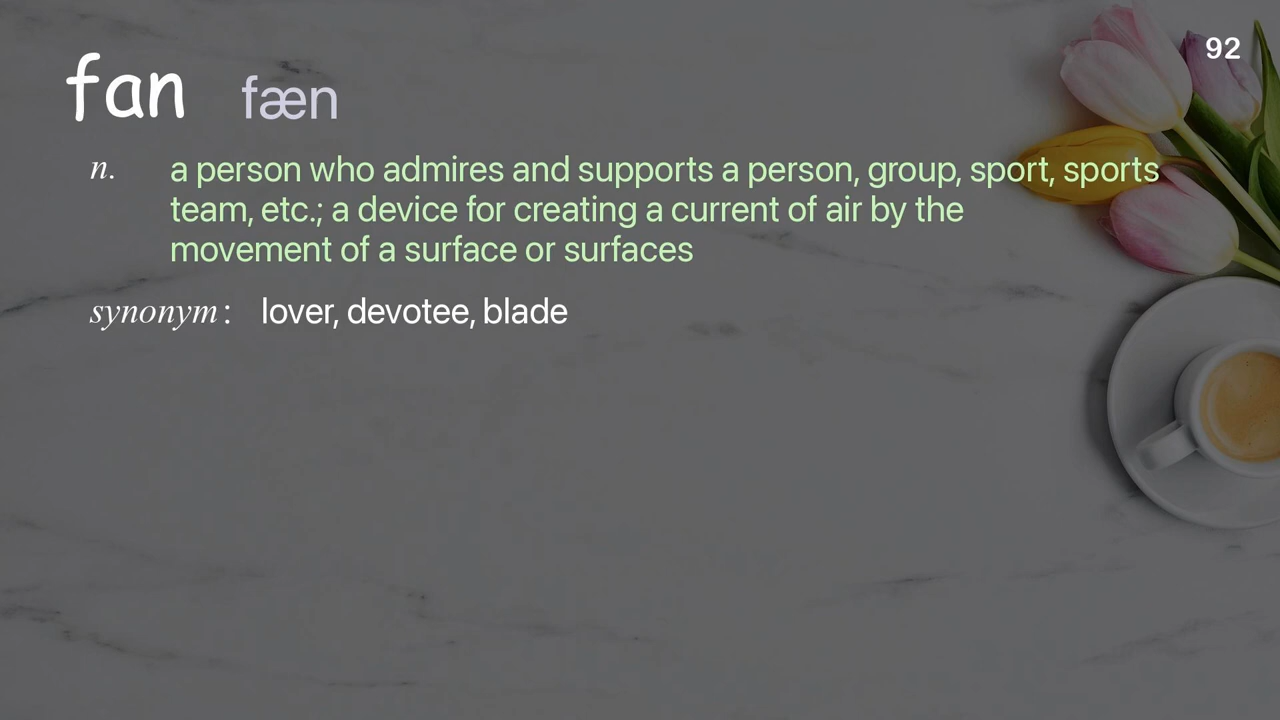 92
fan fæn
n. a person who admires and supports a person, group, sport, sports
team, etc.; a device for creating a current of air by the
movement of a surface or surfaces
synonym: lover, devotee, blade